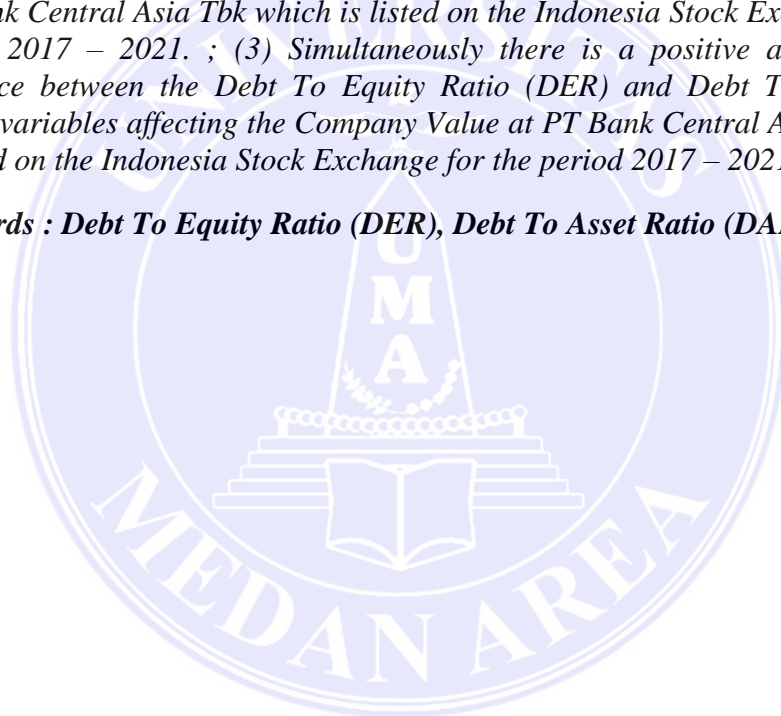 nk Central Asia Tbk which is listed on the Indonesia Stock Ex
2017 – 2021. ; (3) Simultaneously there is a positive a
ce between the Debt To Equity Ratio (DER) and Debt T
variables affecting the Company Value at PT Bank Central A
d on the Indonesia Stock Exchange for the period 2017 – 2021
rds : Debt To Equity Ratio (DER), Debt To Asset Ratio (DA
UNIVERSITAS
U
M
A
MEDAN AREA